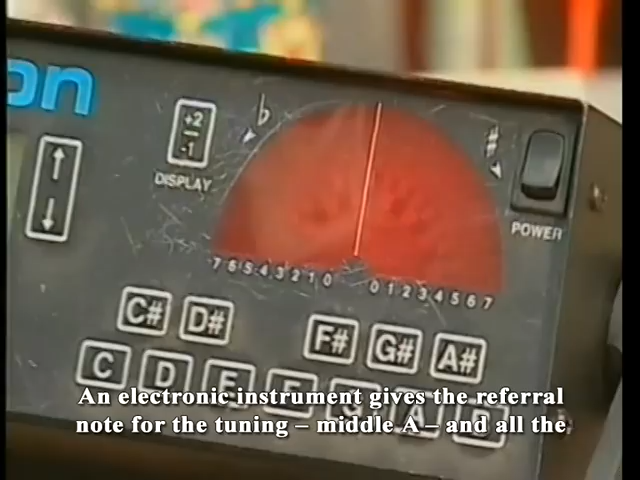 on
+2
-1
♭
♯
DISPLAY
POWER
7 6 5 4 3 2 1 0
0 1 2 3 4 5 6 7
C# D# F# G# A#
C D E F G A B
An electronic instrument gives the referral
note for the tuning – middle A – and all the